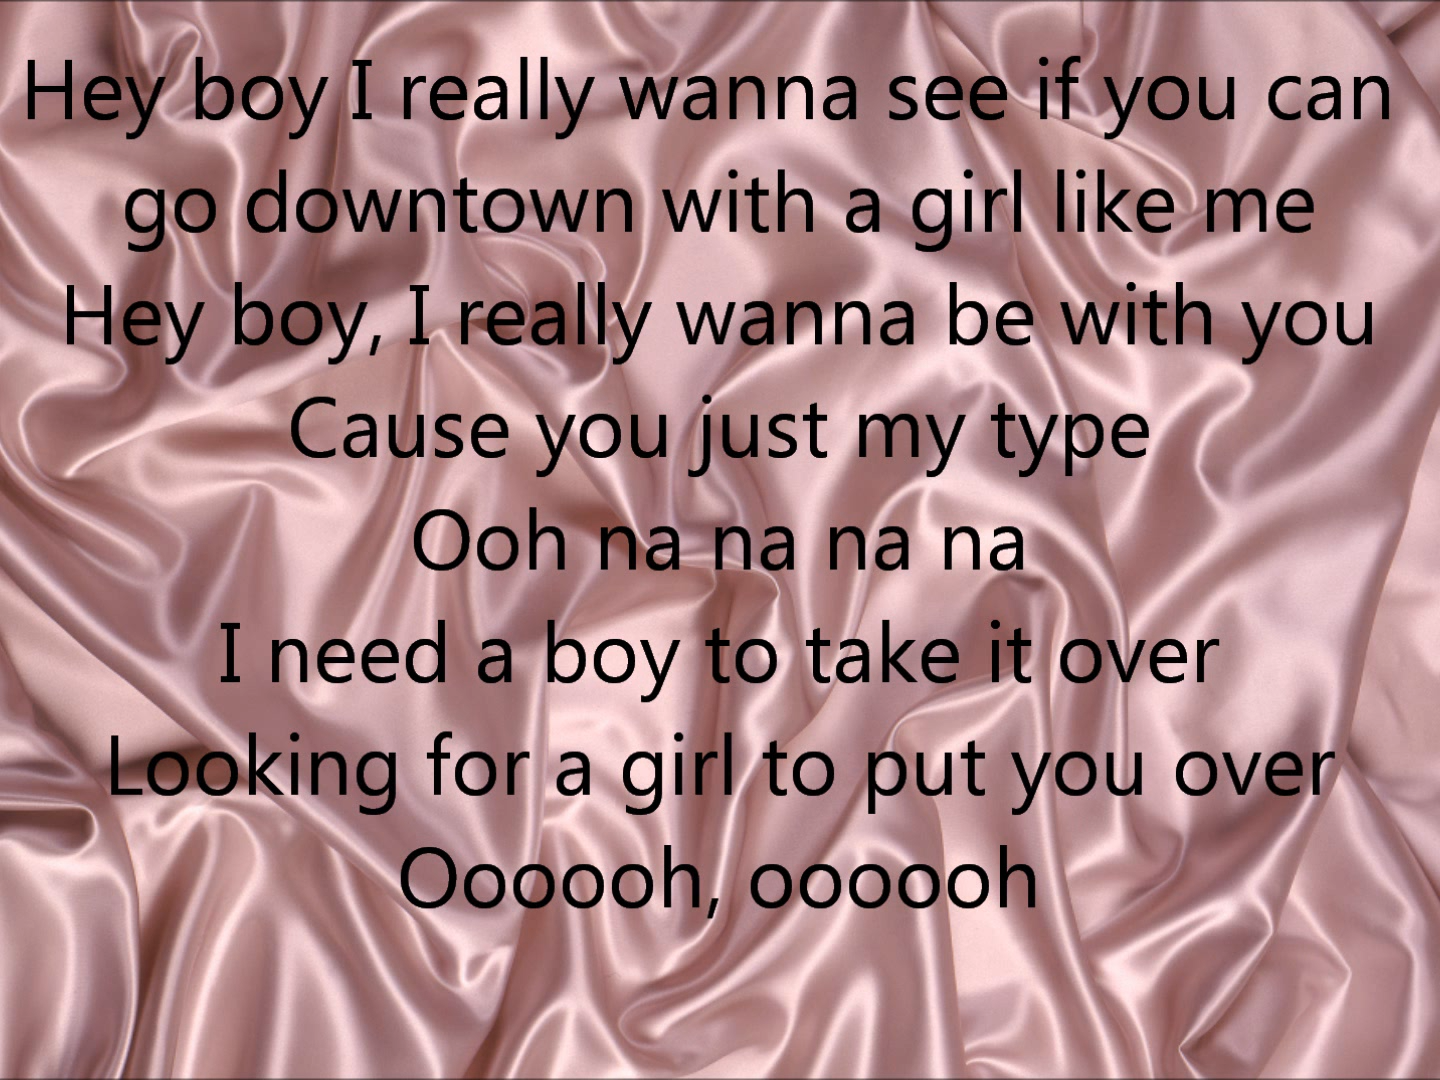 Hey boy I really wanna see if you can
go downtown with a girl like me
Hey boy, I really wanna be with you
Cause you just my type
Ooh na na na na
I need a boy to take it over
Looking for a girl to put you over
Oooooh, oooooh